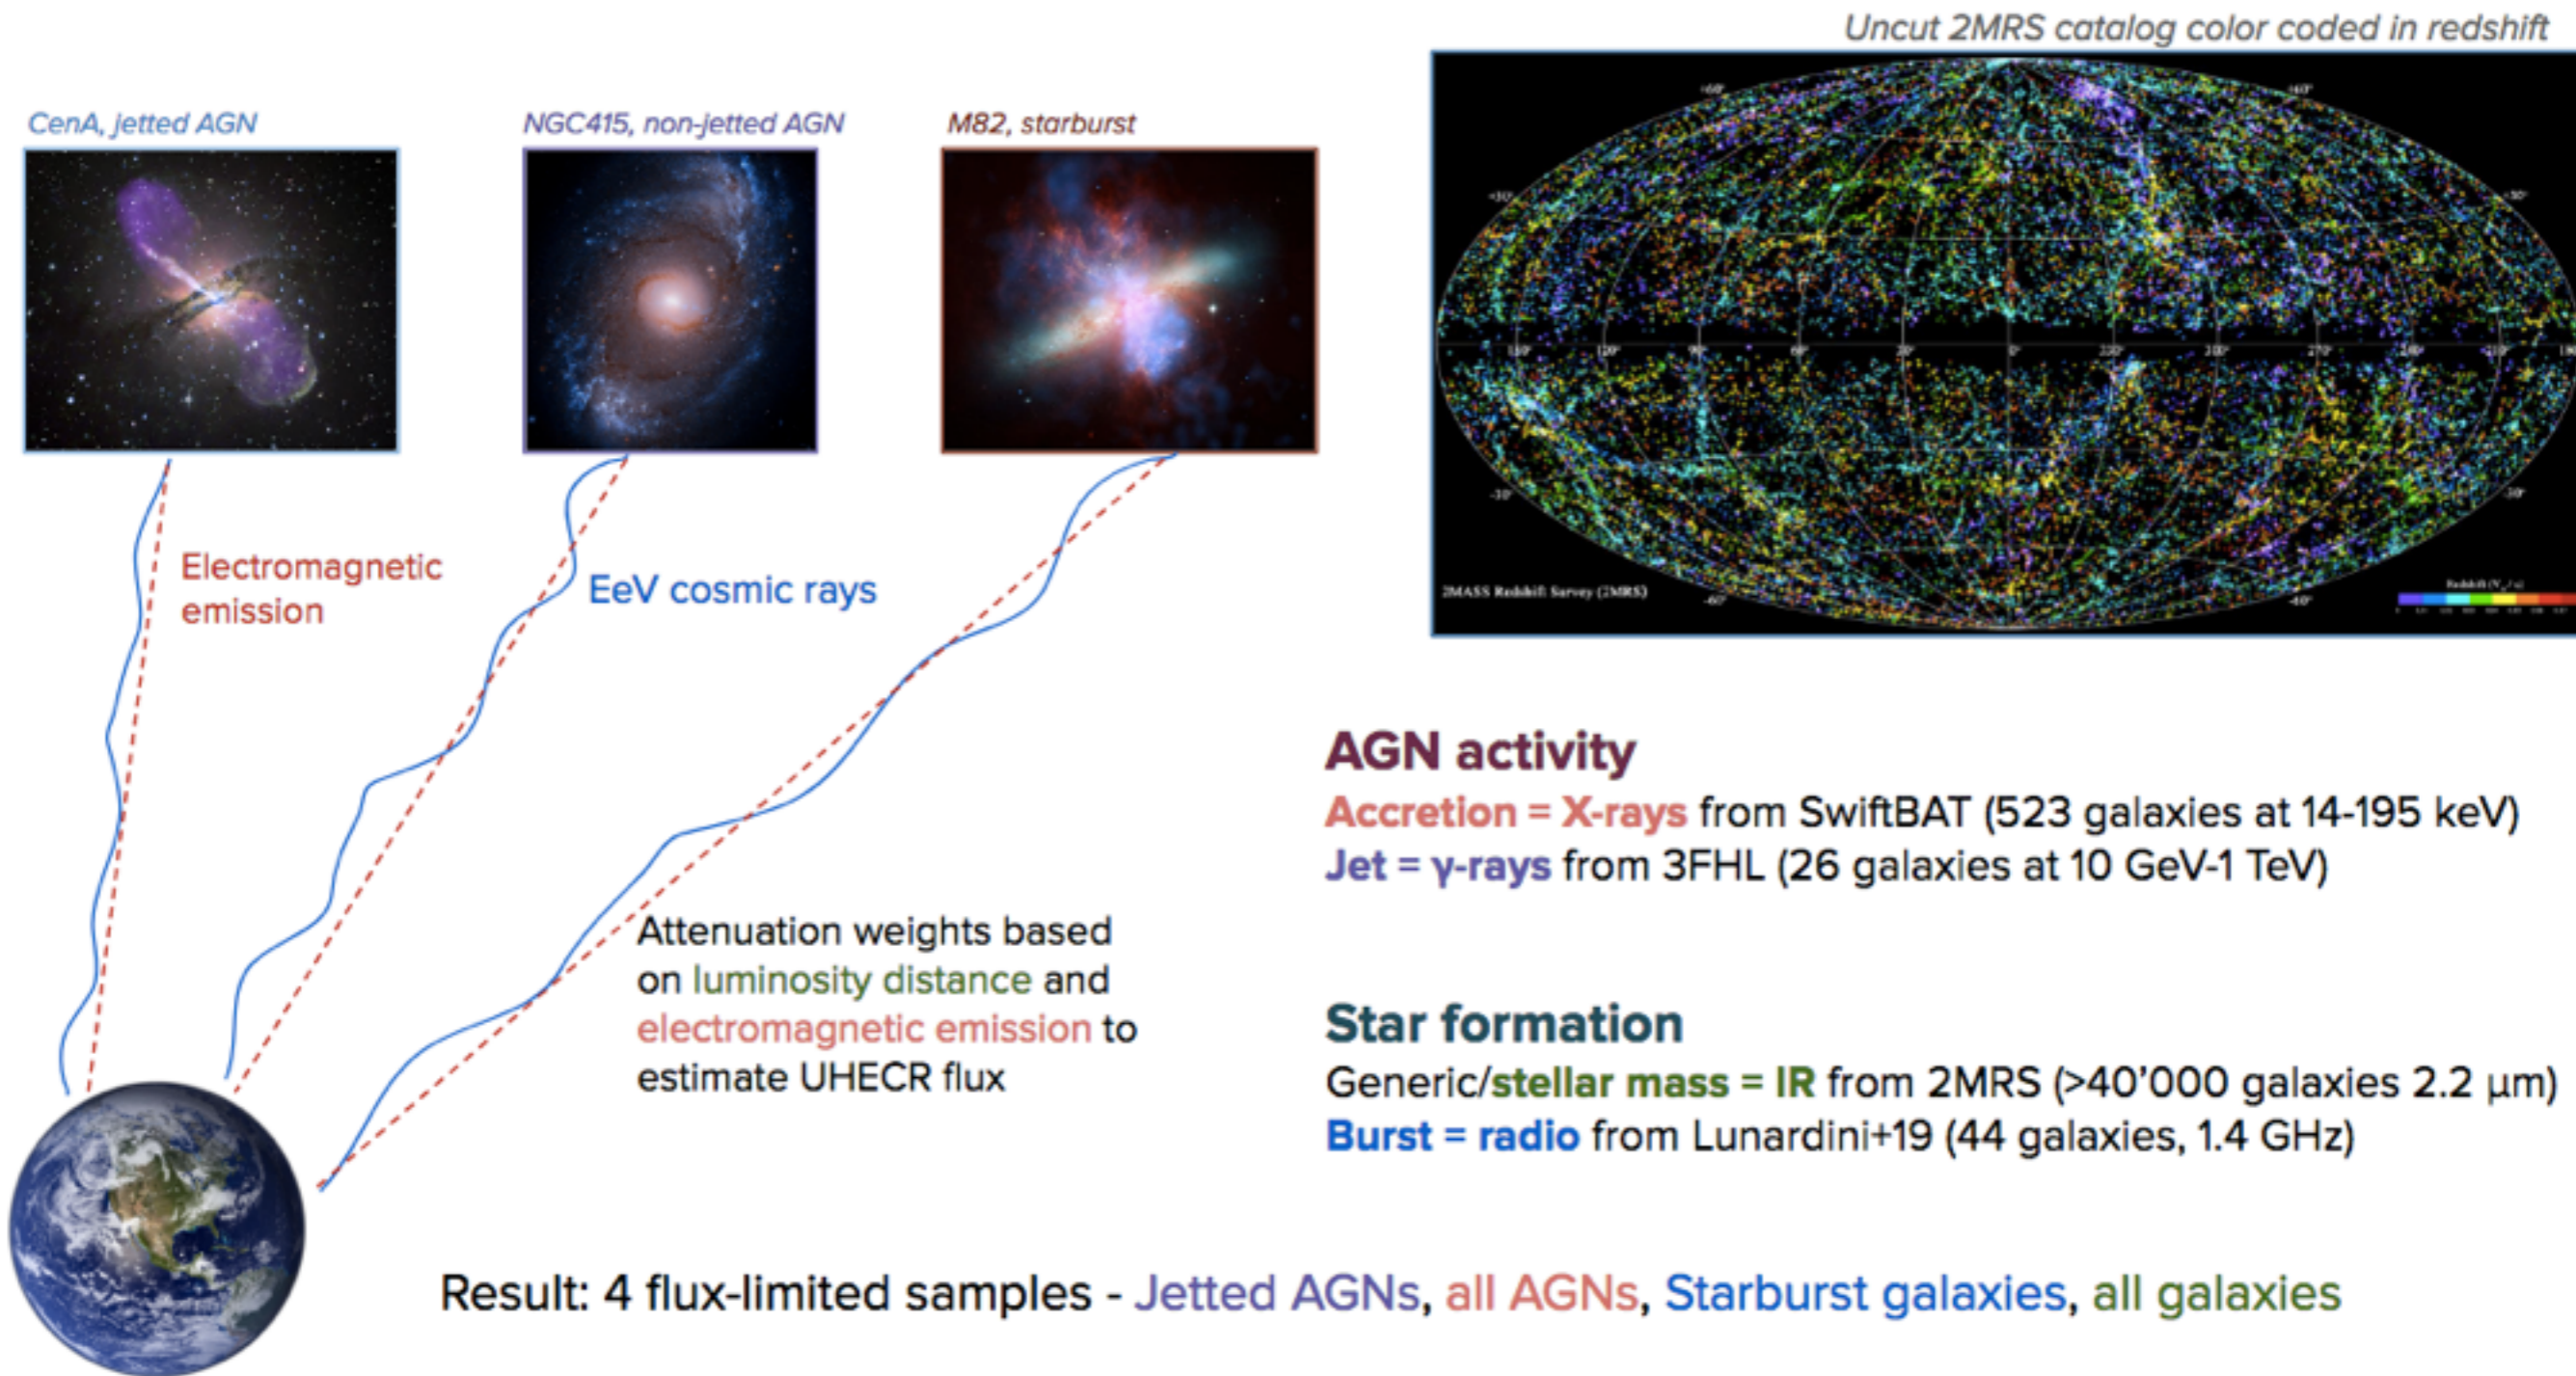 Uncut 2MRS catalog color coded in redshift
CenA, jetted AGN
NGC415, non-jetted AGN
M82, starburst
Electromagnetic
emission
EeV cosmic rays
2MASS Redshift Survey (2MRS)
AGN activity
Accretion = X-rays from SwiftBAT (523 galaxies at 14-195 keV)
Jet = γ-rays from 3FHL (26 galaxies at 10 GeV-1 TeV)
Attenuation weights based
on luminosity distance and
electromagnetic emission to
estimate UHECR flux
Star formation
Generic/stellar mass = IR from 2MRS (>40'000 galaxies 2.2 μm)
Burst = radio from Lunardini+19 (44 galaxies, 1.4 GHz)
Result: 4 flux-limited samples - Jetted AGNs, all AGNs, Starburst galaxies, all galaxies